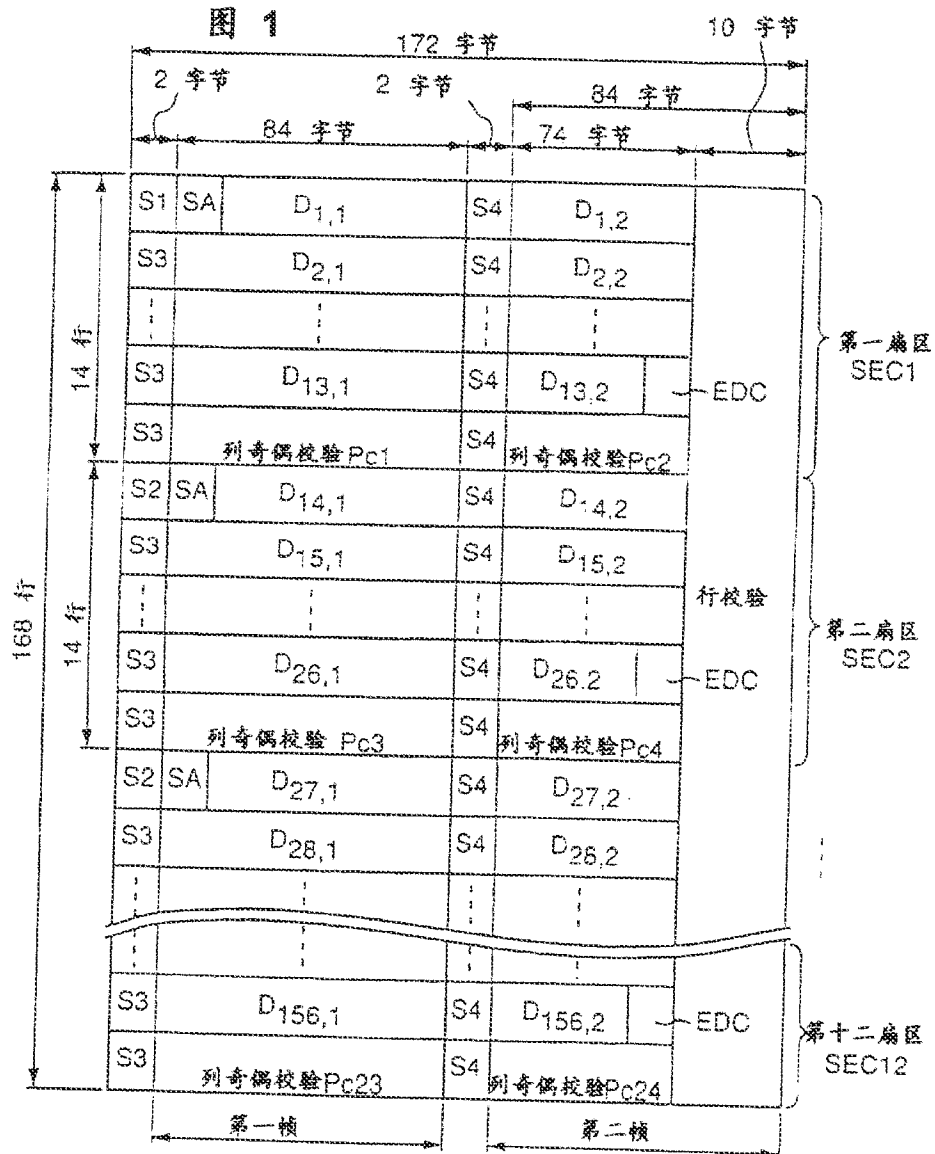 图 1
10 字节
172 字节
2 字节 2 字节 84 字节
84 字节 74 字节
S1 SA D1,1 S4 D1,2
S3 D2,1 S4 D2,2
14 行
第一扇区
SEC1
S3 D13,1 S4 D13,2 EDC
S3 列奇偶校验Pc1 S4 列奇偶校验Pc2
S2 SA D14,1 S4 D14,2
S3 D15,1 S4 D15,2
168 行
14 行
行校验
第二扇区
SEC2
S3 D26,1 S4 D26.2 EDC
S3 列奇偶校验 Pc3 S4 列奇偶校验Pc4
S2 SA D27,1 S4 D27,2
S3 D28,1 S4 D28,2
S3 D156,1 S4 D156,2 EDC
第十二扇区
SEC12
S3 列奇偶校验Pc23 S4 列奇偶校验Pc24
第一帧 第二帧